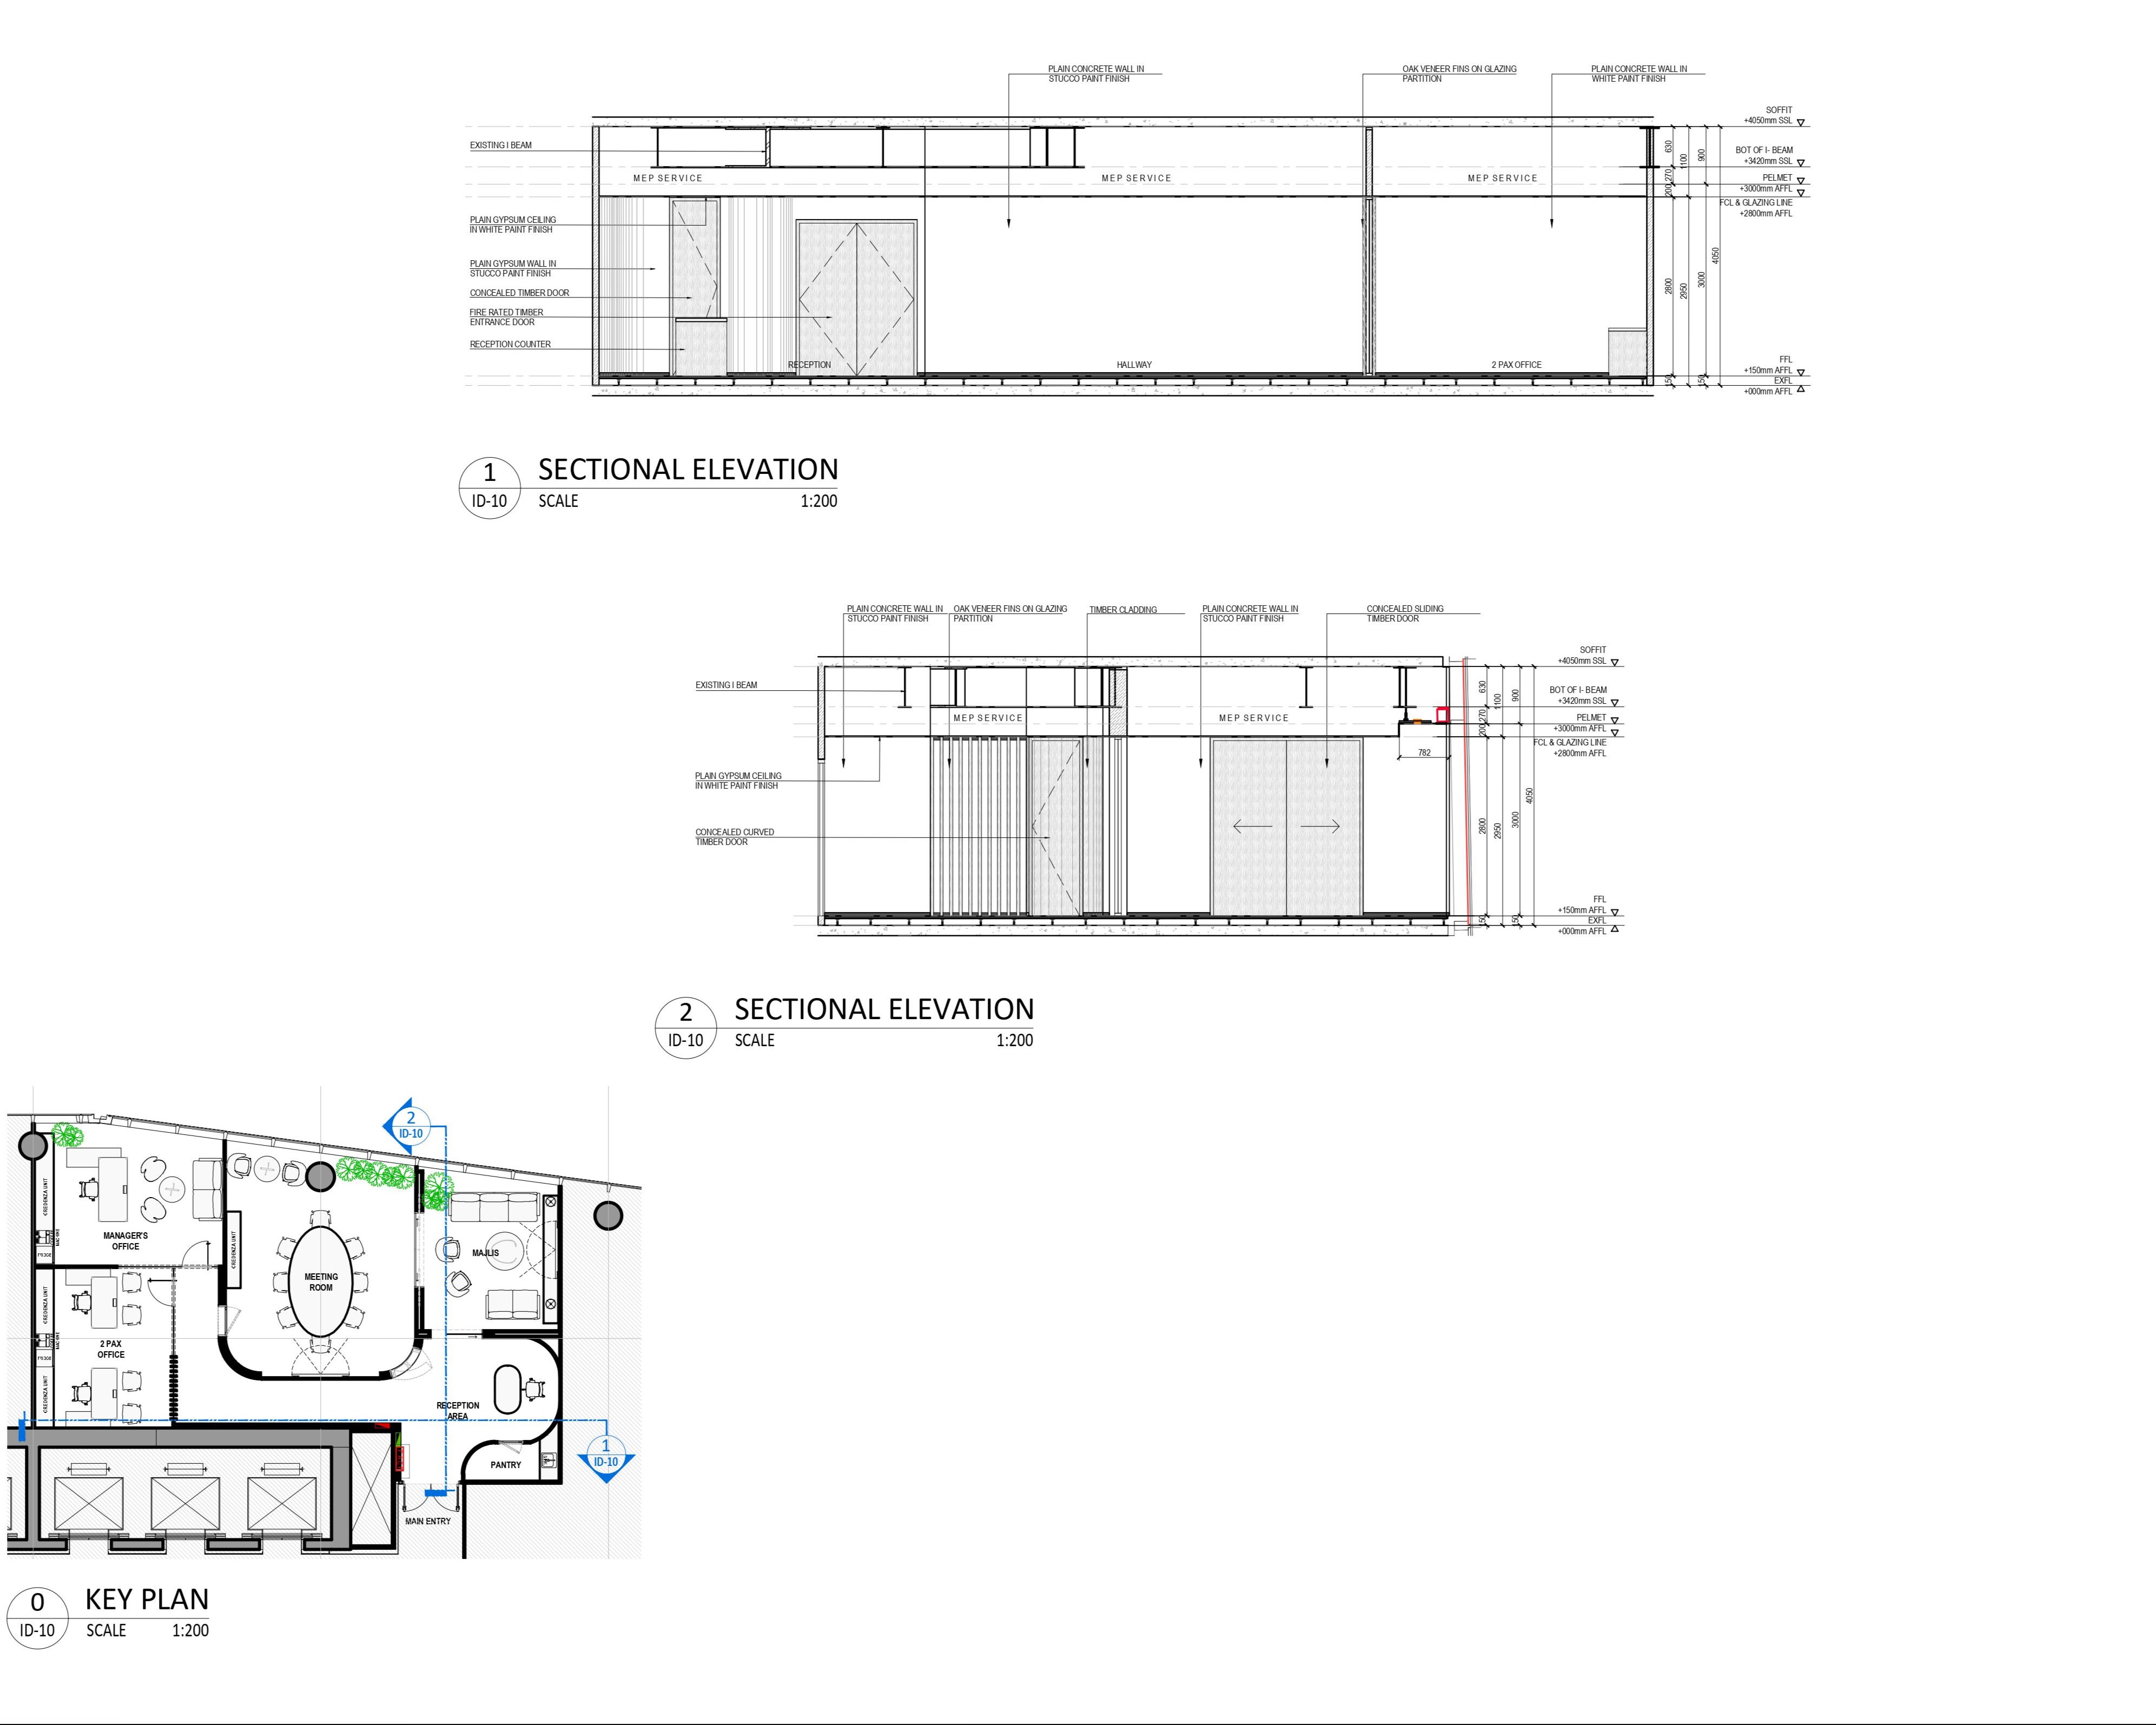 PLAIN CONCRETE WALL IN
STUCCO PAINT FINISH
OAK VENEER FINS ON GLAZING
PARTITION
PLAIN CONCRETE WALL IN
WHITE PAINT FINISH
SOFFIT
+4050mm SSL
EXISTING I BEAM
630
1100
900
BOT OF I- BEAM
+3420mm SSL
MEP SERVICE
MEP SERVICE
MEP SERVICE
270
PELMET
+3000mm AFFL
200
FCL & GLAZING LINE
+2800mm AFFL
PLAIN GYPSUM CEILING
IN WHITE PAINT FINISH
PLAIN GYPSUM WALL IN
STUCCO PAINT FINISH
CONCEALED TIMBER DOOR
FIRE RATED TIMBER
ENTRANCE DOOR
RECEPTION COUNTER
2800
2950
3000
4050
RECEPTION
HALLWAY
2 PAX OFFICE
FFL
+150mm AFFL
EXFL
+000mm AFFL
150
150
1
ID-10
SECTIONAL ELEVATION
SCALE 1:200
PLAIN CONCRETE WALL IN
STUCCO PAINT FINISH
OAK VENEER FINS ON GLAZING
PARTITION
TIMBER CLADDING
PLAIN CONCRETE WALL IN
STUCCO PAINT FINISH
CONCEALED SLIDING
TIMBER DOOR
SOFFIT
+4050mm SSL
EXISTING I BEAM
630
1100
900
BOT OF I- BEAM
+3420mm SSL
MEP SERVICE
MEP SERVICE
270
PELMET
+3000mm AFFL
200
FCL & GLAZING LINE
+2800mm AFFL
782
PLAIN GYPSUM CEILING
IN WHITE PAINT FINISH
CONCEALED CURVED
TIMBER DOOR
2800
2950
3000
4050
FFL
+150mm AFFL
EXFL
+000mm AFFL
150
150
2
ID-10
SECTIONAL ELEVATION
SCALE 1:200
2
ID-10
CREDENZA UNIT
MANAGER'S
OFFICE
FRIDGE
CREDENZA UNIT
MEETING
ROOM
MAJLIS
CREDENZA UNIT
2 PAX
OFFICE
FRIDGE
CREDENZA UNIT
RECEPTION
AREA
1
ID-10
PANTRY
MAIN ENTRY
0
ID-10
KEY PLAN
SCALE 1:200